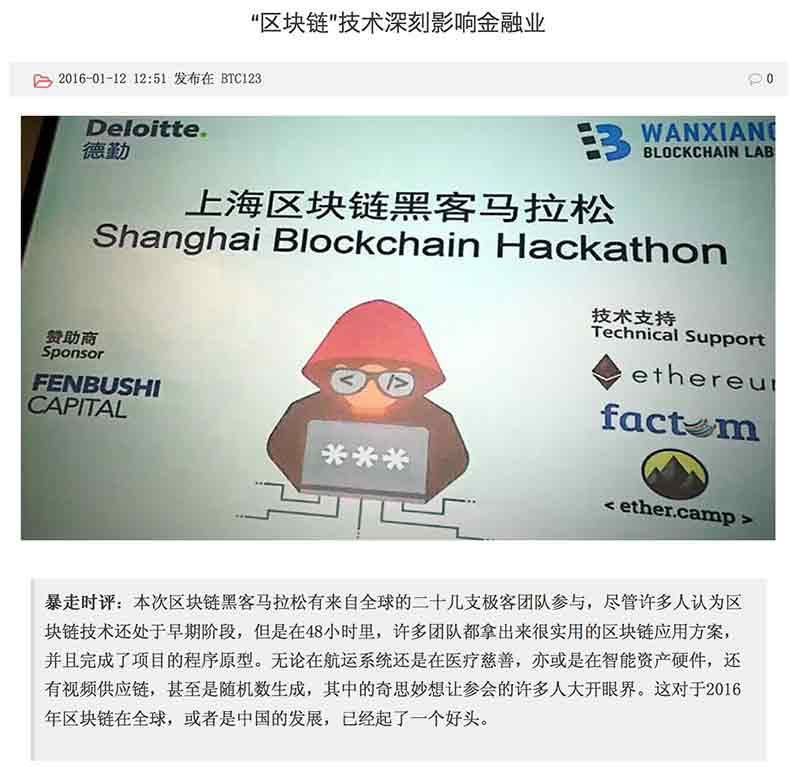 “区块链”技术深刻影响金融业
2016-01-12 12:51 发布在 BTC123
0
Deloitte.
德勤
WANXIANG
BLOCKCHAIN LAB
上海区块链黑客马拉松
Shanghai Blockchain Hackathon
赞助商
Sponsor
FENBUSHI
CAPITAL
技术支持
Technical Support
ethereu
factom
< ether.camp >
< />
***
暴走时评：本次区块链黑客马拉松有来自全球的二十几支极客团队参与，尽管许多人认为区
块链技术还处于早期阶段，但是在48小时里，许多团队都拿出来很实用的区块链应用方案，
并且完成了项目的程序原型。无论在航运系统还是在医疗慈善，亦或是在智能资产硬件，还
有视频供应链，甚至是随机数生成，其中的奇思妙想让参会的许多人大开眼界。这对于2016
年区块链在全球，或者是中国的发展，已经起了一个好头。